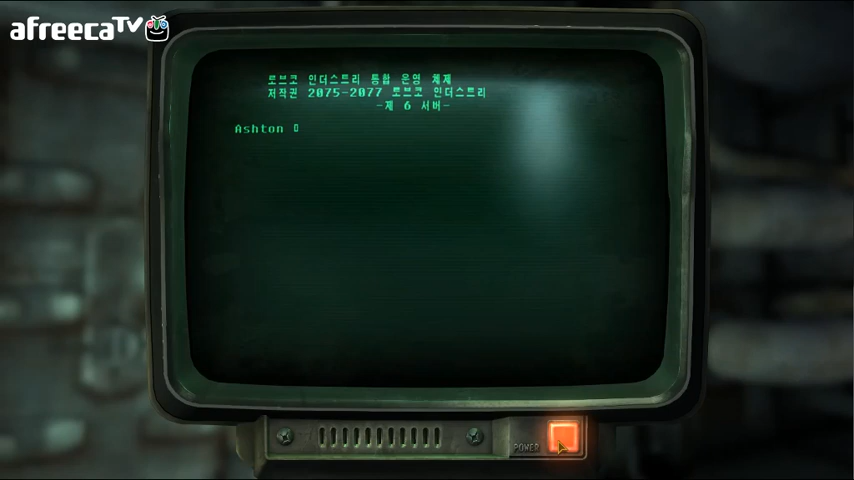 afreecaTV
로브코 인더스트리 통합 운영 체제
저작권 2075-2077 로브코 인더스트리
-제 6 서버-
Ashton
POWER